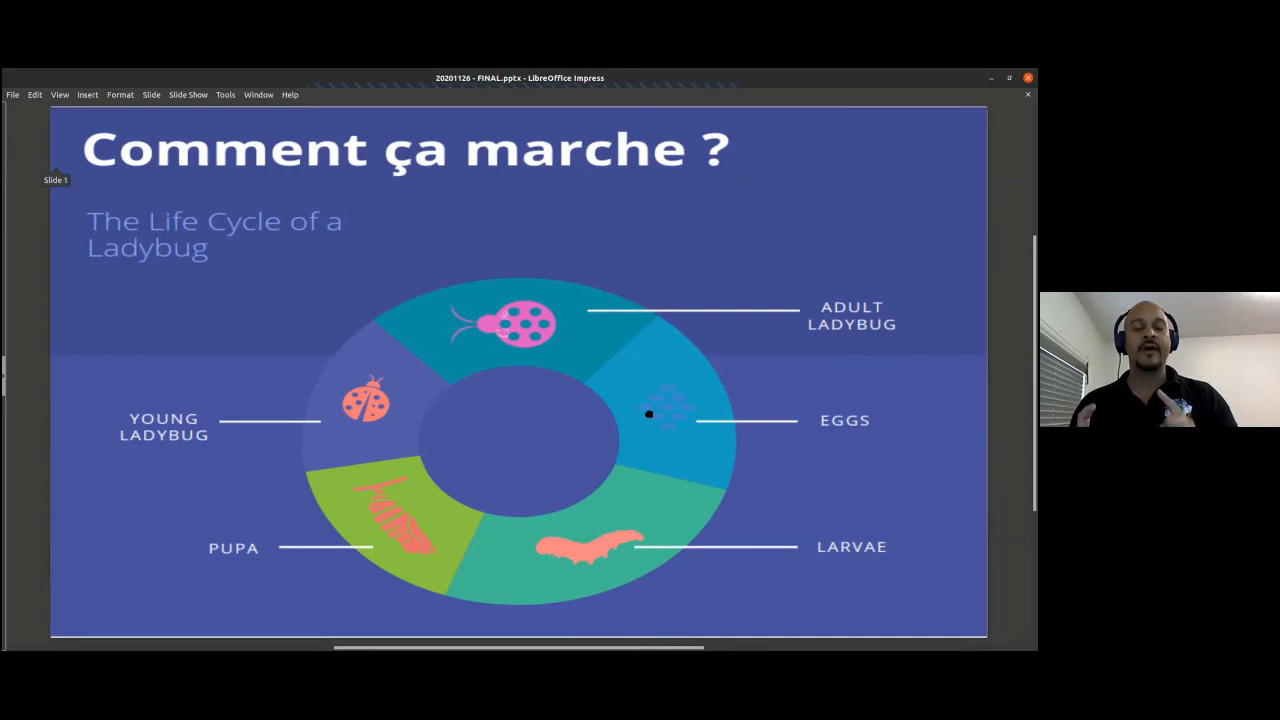 20201126 - FINAL.pptx - LibreOffice Impress
File Edit View Insert Format Slide Slide Show Tools Window Help
Comment ça marche ?
Slide 1
The Life Cycle of a
Ladybug
ADULT
LADYBUG
YOUNG
LADYBUG
EGGS
PUPA
LARVAE